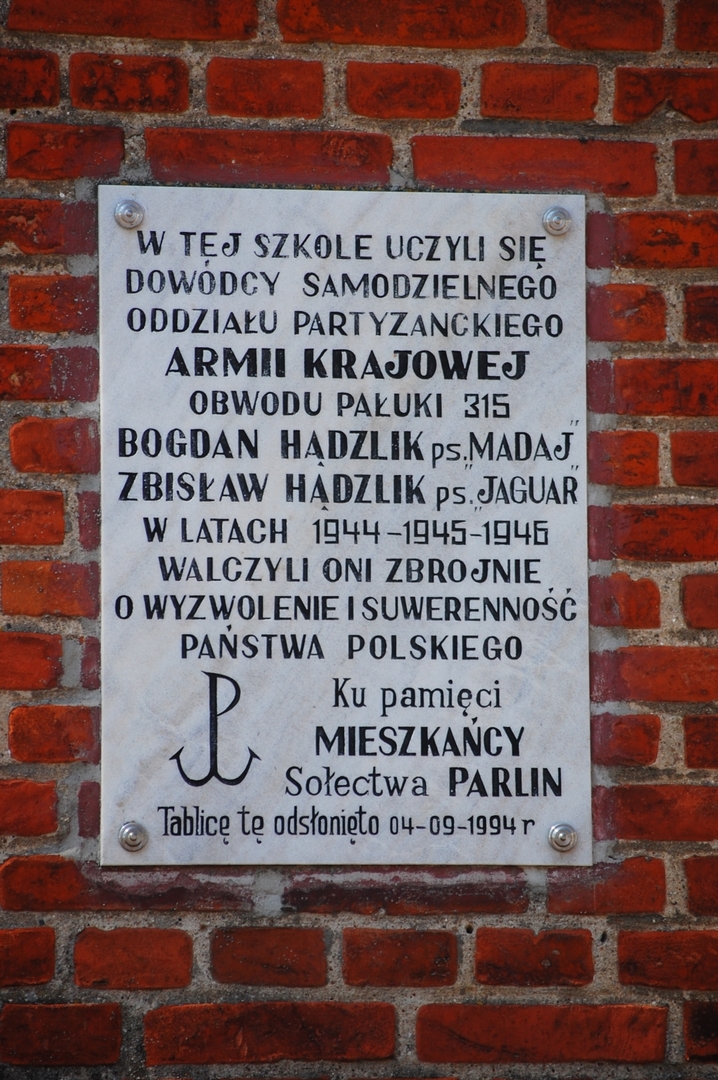 W TEJ SZKOLE UCZYLI SIĘ
DOWÓDCY SAMODZIELNEGO
ODDZIAŁU PARTYZANCKIEGO
ARMII KRAJOWEJ
OBWODU PAŁUKI 315
BOGDAN HĄDZLIK ps. „MADAJ”
ZBISŁAW HĄDZLIK ps. „JAGUAR”
W LATACH 1944-1945-1946
WALCZYLI ONI ZBROJNIE
O WYZWOLENIE I SUWERENNOŚĆ
PAŃSTWA POLSKIEGO
Ku pamięci
MIESZKAŃCY
Sołectwa PARLIN
Tablicę tę odsłonięto 04-09-1994 r